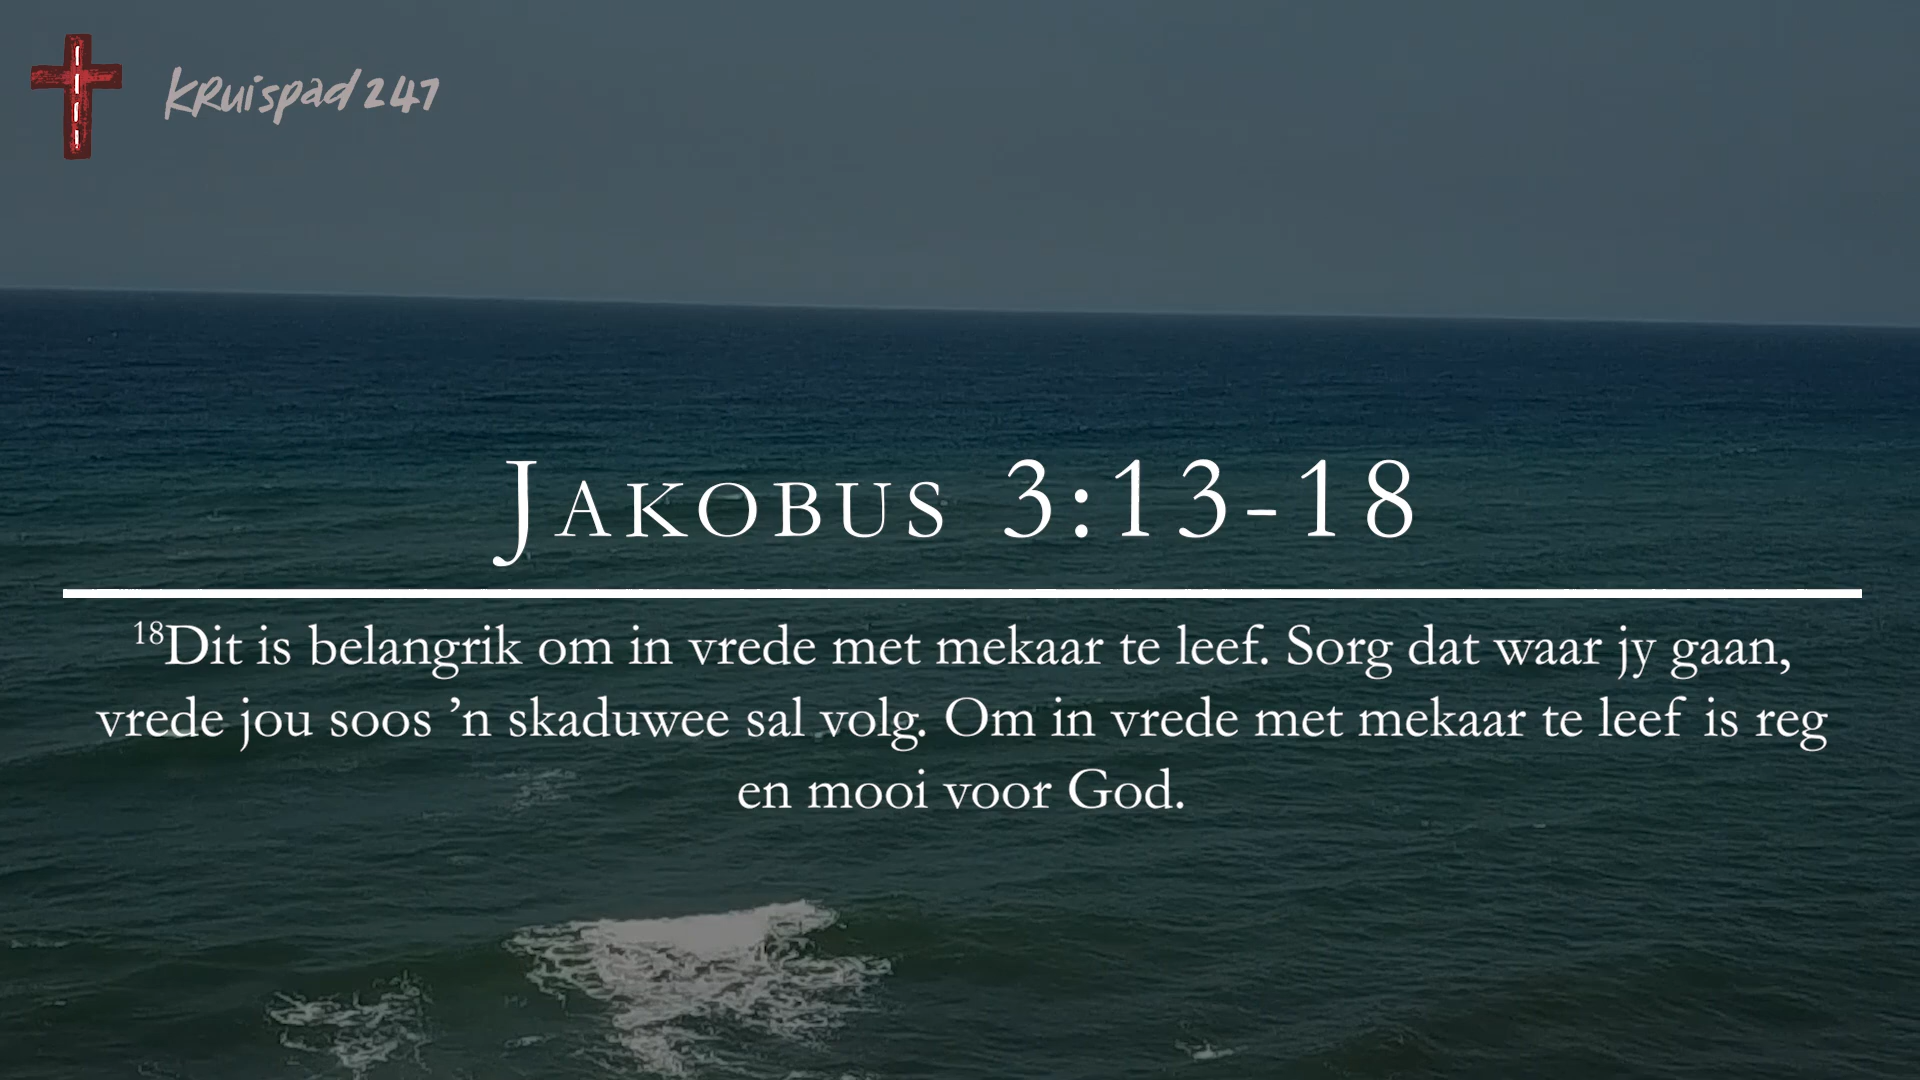 KRuispad 247
JAKOBUS 3:13-18
¹⁸Dit is belangrik om in vrede met mekaar te leef. Sorg dat waar jy gaan,
vrede jou soos ’n skaduwee sal volg. Om in vrede met mekaar te leef is reg
en mooi voor God.